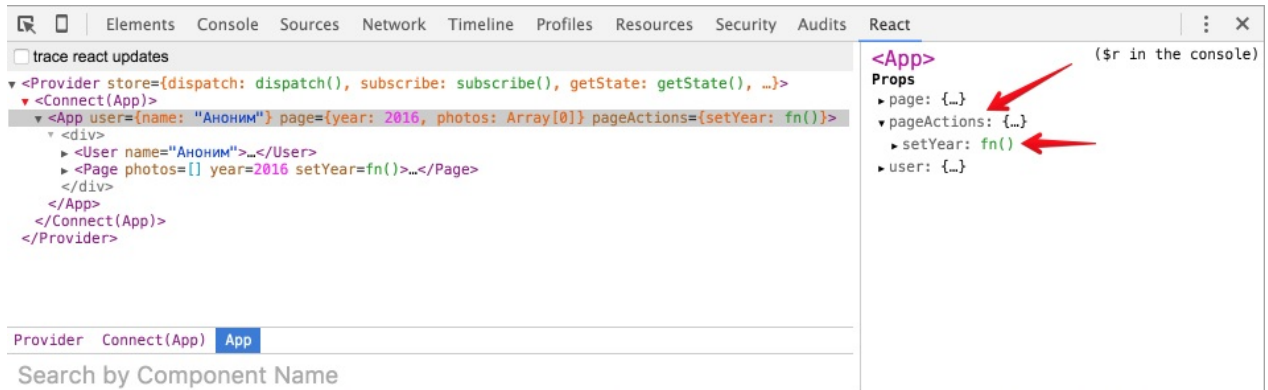 Elements Console Sources Network Timeline Profiles Resources Security Audits React
trace react updates
<Provider store={dispatch: dispatch(), subscribe: subscribe(), getState: getState(), …}>
<Connect(App)>
<App user={name: "Аноним"} page={year: 2016, photos: Array[0]} pageActions={setYear: fn()}>
<div>
<User name="Аноним">…</User>
<Page photos=[] year=2016 setYear=fn()>…</Page>
</div>
</App>
</Connect(App)>
</Provider>
Provider Connect(App) App
Search by Component Name
<App> ($r in the console)
Props
page: {…}
pageActions: {…}
setYear: fn()
user: {…}